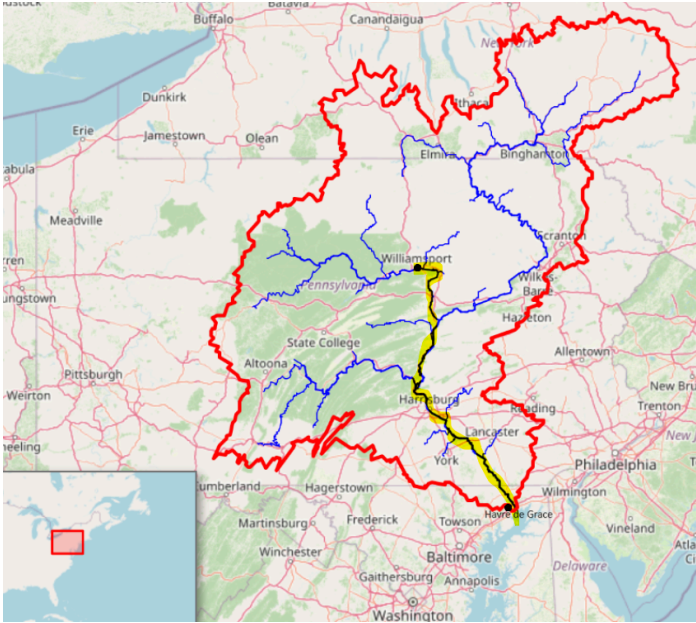 Batavia
Buffalo
Canandaigua
New York
Dunkirk
Ithaca
Erie
Jamestown
Olean
Elmira
Binghamton
Meadville
Scranton
Williamsport
Wilkes-
Barre
Pennsylvania
Hazleton
State College
Allentown
Altoona
Pittsburgh
New Bru
Weirton
Harrisburg
Reading
Trenton
Lancaster
New J
York
Philadelphia
Hagerstown
Wilmington
Havre de Grace
Martinsburg
Frederick
Towson
Vineland
Winchester
Baltimore
Delaware
Gaithersburg
Annapolis
Washington